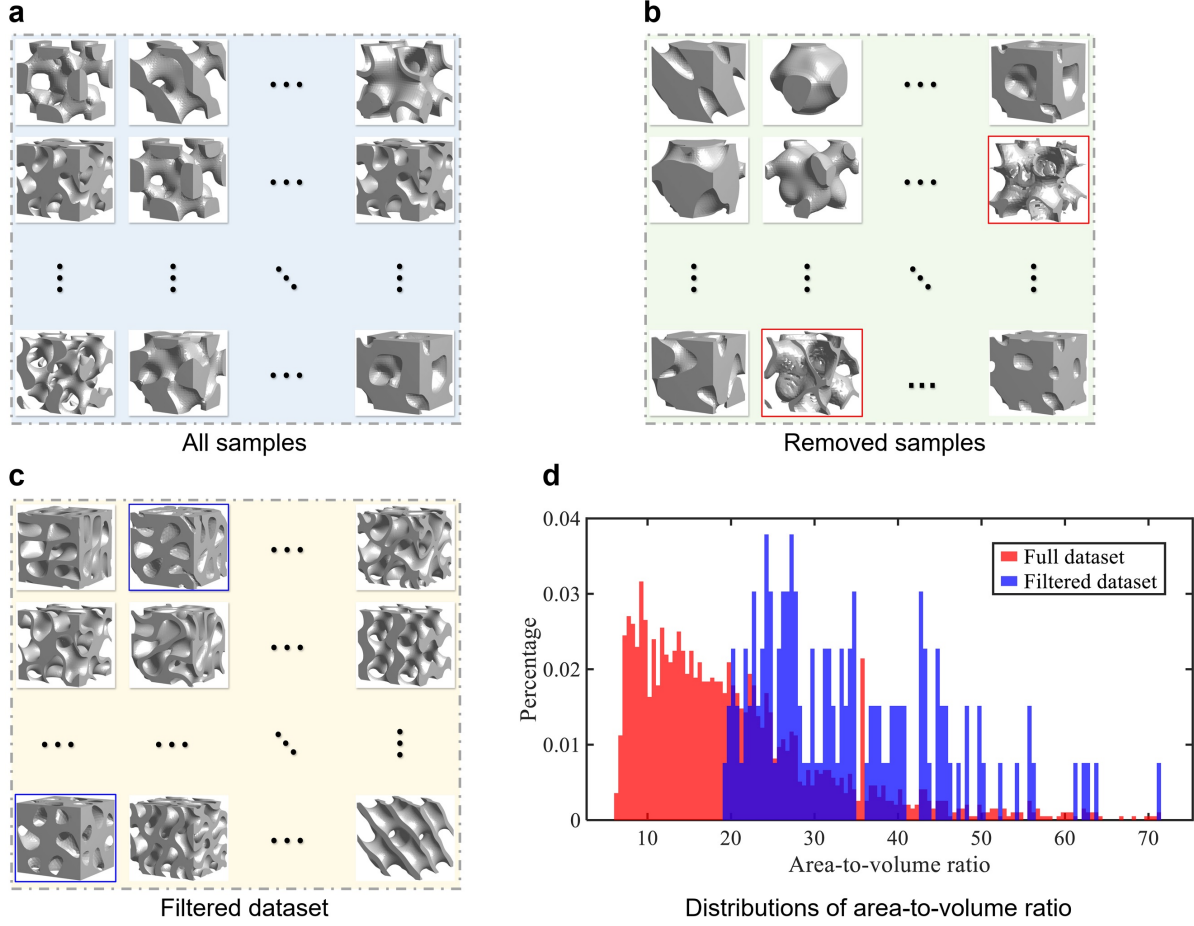 a
All samples
b
Removed samples
c
Filtered dataset
d
0.04
0.03
0.02
0.01
0
Percentage
Full dataset
Filtered dataset
10 20 30 40 50 60 70
Area-to-volume ratio
Distributions of area-to-volume ratio